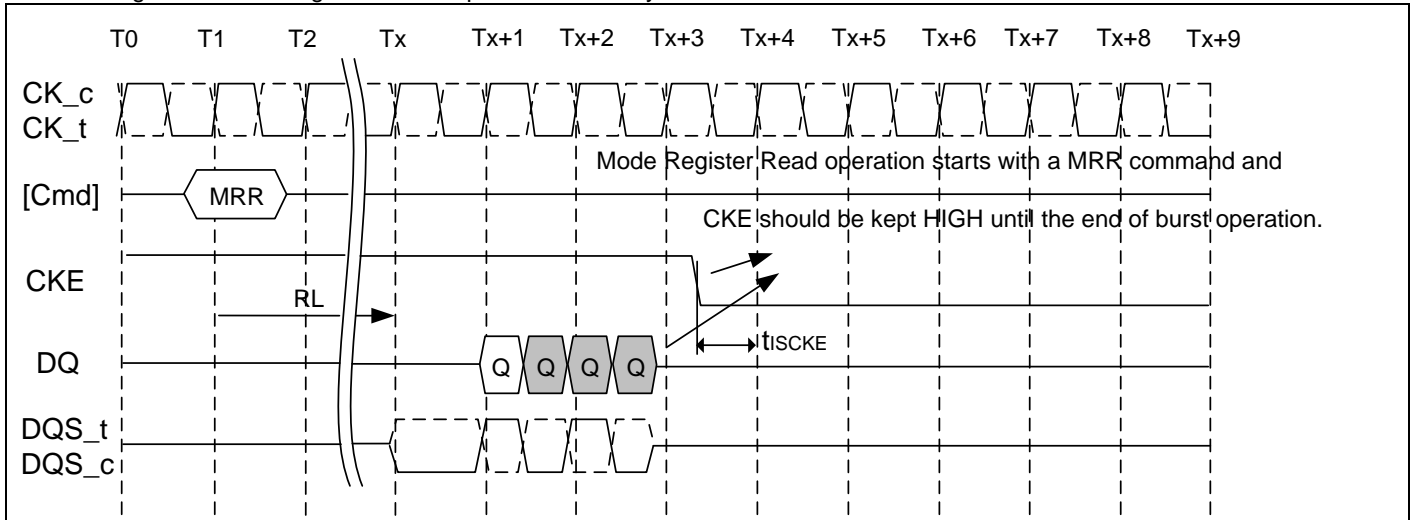 T0 T1 T2 Tx Tx+1 Tx+2 Tx+3 Tx+4 Tx+5 Tx+6 Tx+7 Tx+8 Tx+9
CK_c
CK_t
Mode Register Read operation starts with a MRR command and
[Cmd] MRR
CKE should be kept HIGH until the end of burst operation.
CKE
RL
tISCKE
DQ Q Q Q Q
DQS_t
DQS_c